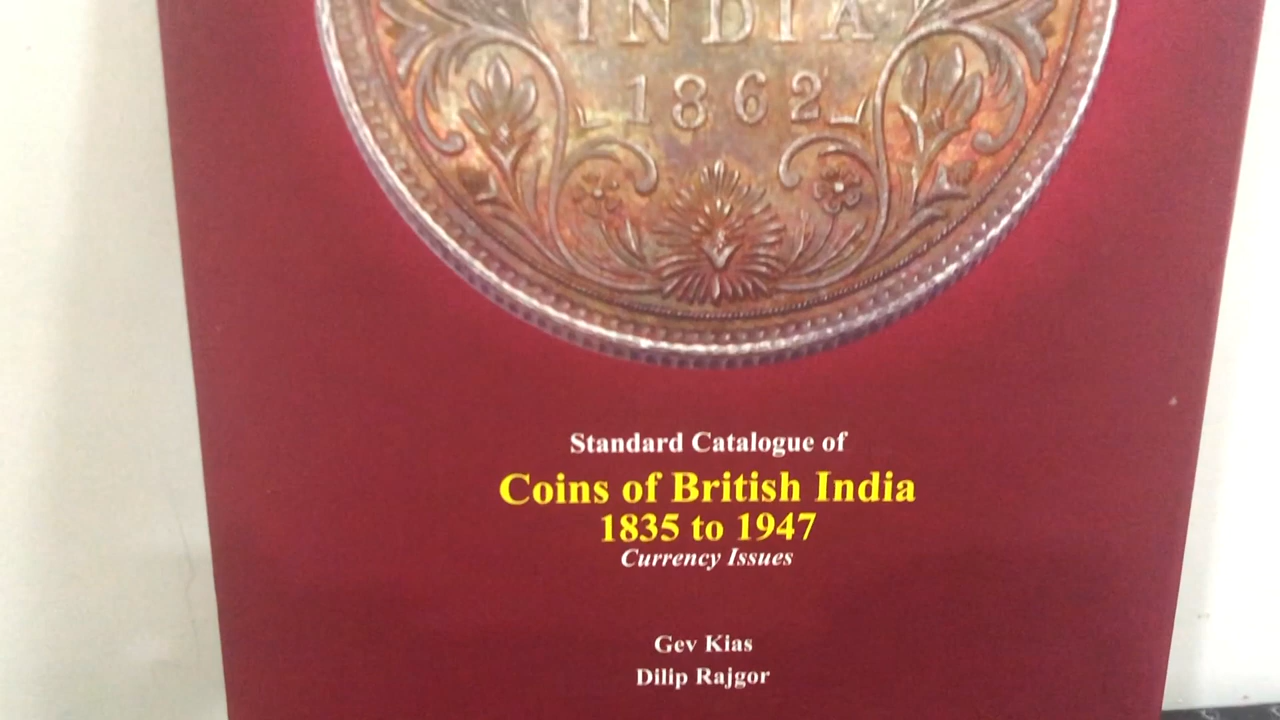 INDIA
1862
Standard Catalogue of
Coins of British India
1835 to 1947
Currency Issues
Gev Kias
Dilip Rajgor